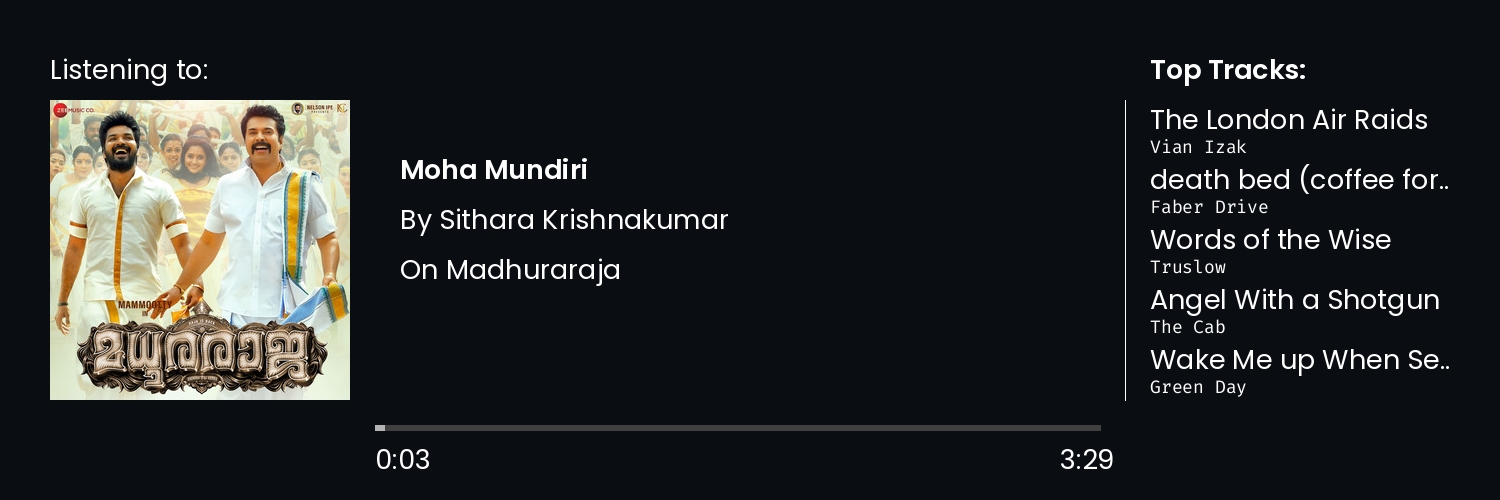 Listening to:
ZEE MUSIC CO.
NELSON IPE
PRESENTS
MAMMOOTTY
IN
മധുരരാജ
Moha Mundiri
By Sithara Krishnakumar
On Madhuraraja
0:03
3:29
Top Tracks:
The London Air Raids
Vian Izak
death bed (coffee for..
Faber Drive
Words of the Wise
Truslow
Angel With a Shotgun
The Cab
Wake Me up When Se..
Green Day